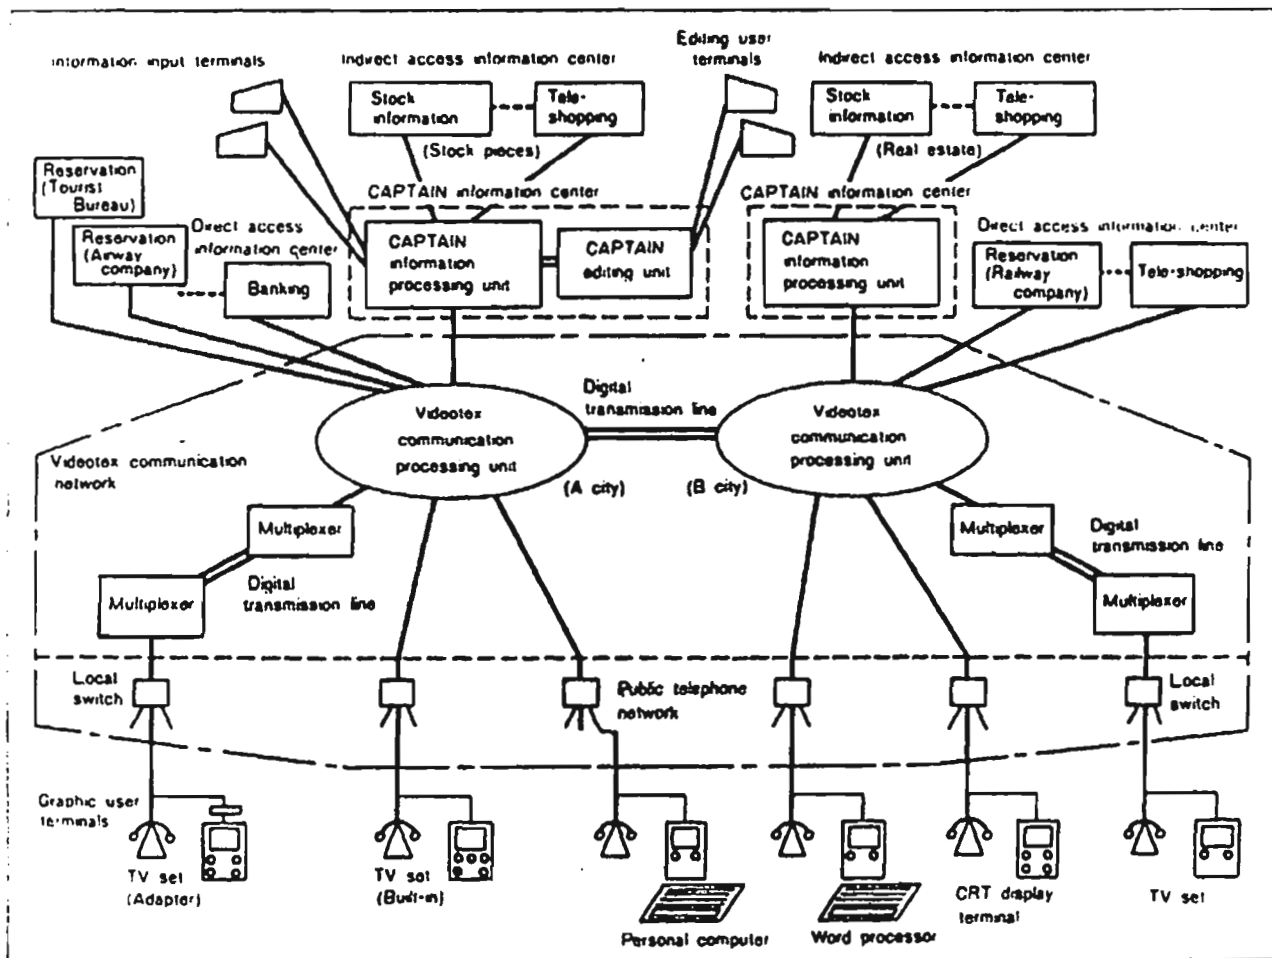 Information input terminals
Indirect access information center
Editing user
terminals
Indirect access information center
Stock
information
Tele-
shopping
(Stock pieces)
Stock
information
Tele-
shopping
(Real estate)
Reservation
(Tourist
Bureau)
Reservation
(Airway
company)
Direct access
information center
Banking
CAPTAIN information center
CAPTAIN
information
processing unit
CAPTAIN
editing unit
CAPTAIN information center
CAPTAIN
information
processing unit
Direct access information center
Reservation
(Railway
company)
Tele-shopping
Videotex
communication
processing unit
Digital
transmission line
Videotex
communication
processing unit
(A city)
(B city)
Videotex communication
network
Multiplexer
Multiplexer
Digital
transmission line
Multiplexer
Digital
transmission line
Multiplexer
Local
switch
Public telephone
network
Local
switch
Graphic user
terminals
TV set
(Adapter)
TV set
(Built-in)
Personal computer
Word processor
CRT display
terminal
TV set